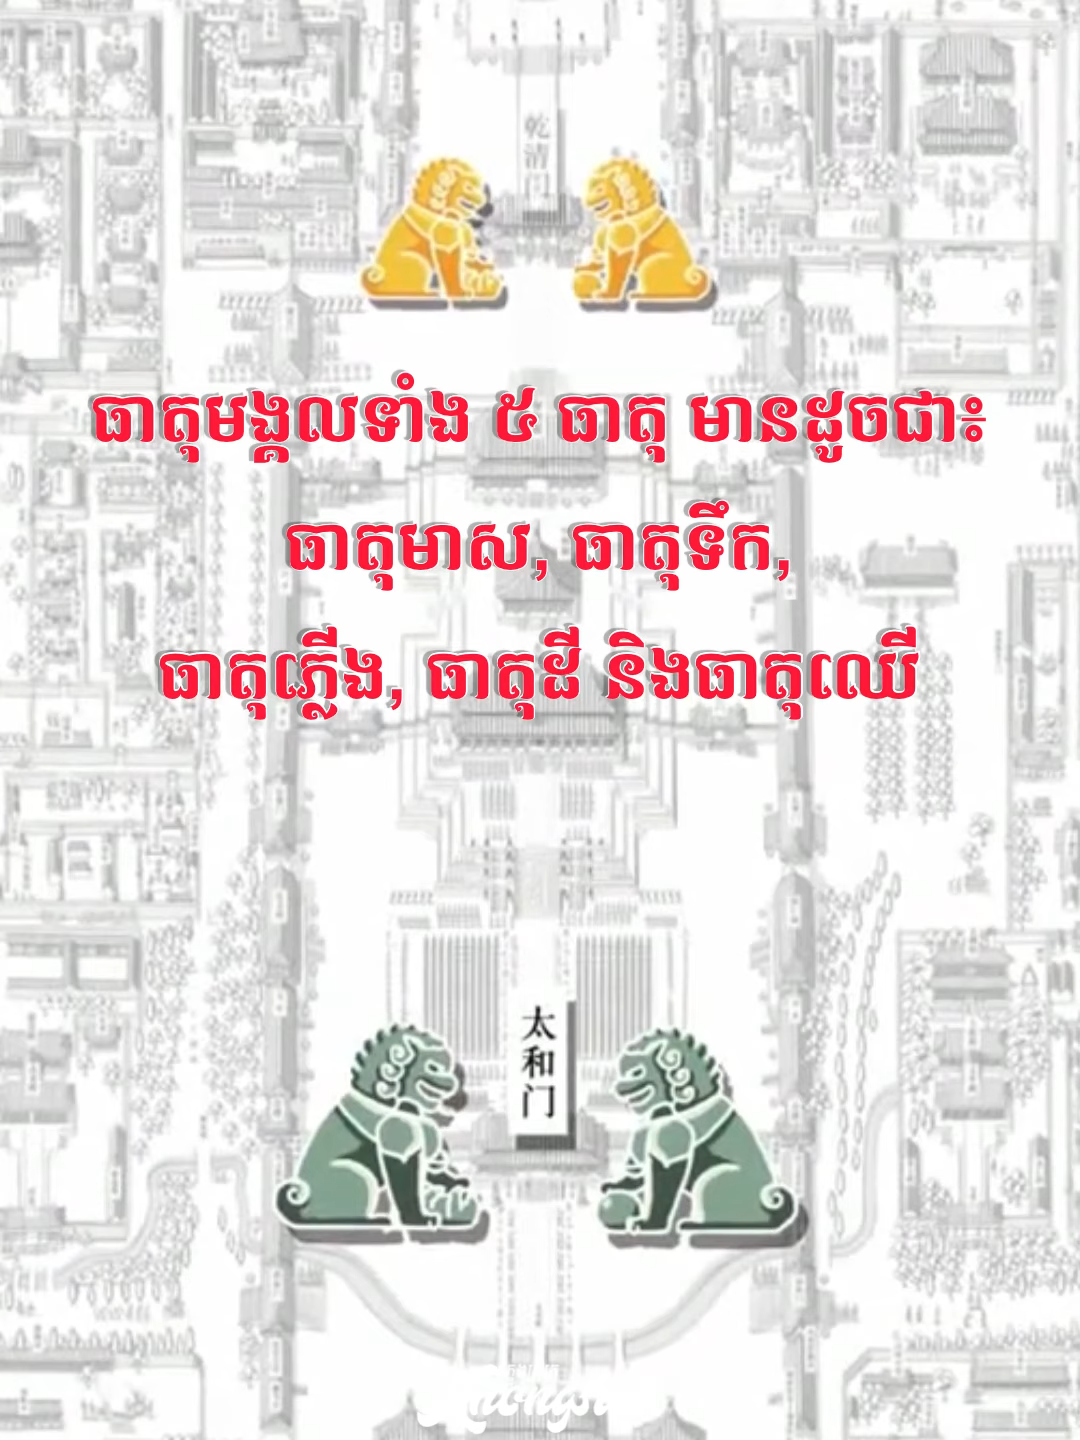 乾清门
ធាតុមង្គលទាំង ៥ ធាតុ មានដូចជា៖
ធាតុមាស, ធាតុទឹក,
ធាតុភ្លើង, ធាតុដី និងធាតុឈើ
太和门